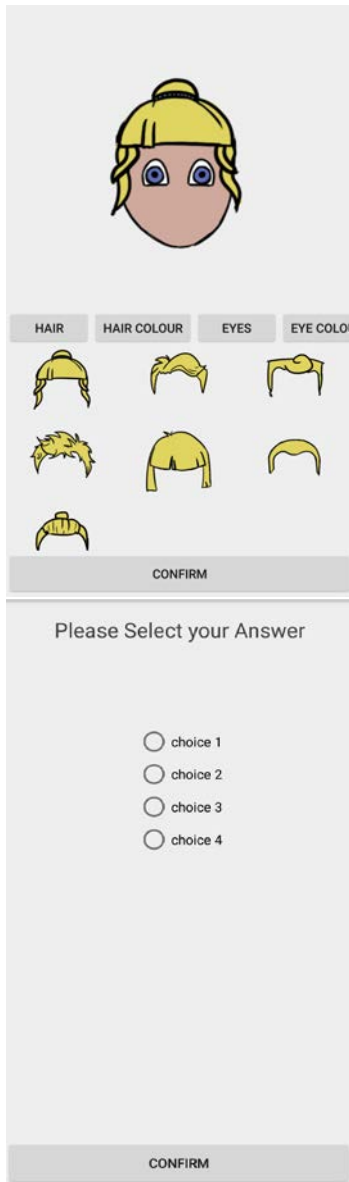 HAIR HAIR COLOUR EYES EYE COLOU
CONFIRM
Please Select your Answer
choice 1
choice 2
choice 3
choice 4
CONFIRM